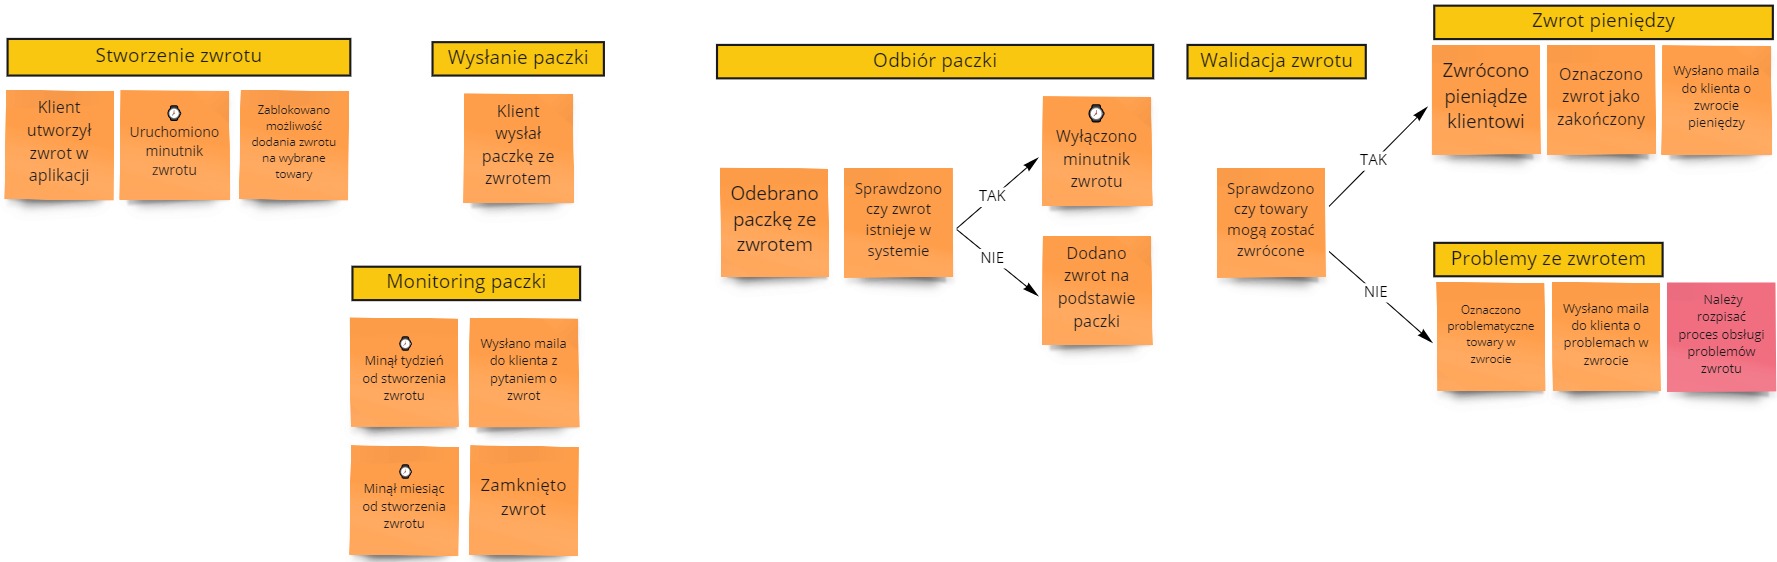 Stworzenie zwrotu
Klient
utworzył
zwrot w
aplikacji
Uruchomiono
minutnik
zwrotu
Zablokowano
możliwość
dodania zwrotu
na wybrane
towary
Wysłanie paczki
Klient
wysłał
paczkę ze
zwrotem
Monitoring paczki
Minął tydzień
od stworzenia
zwrotu
Wysłano maila
do klienta z
pytaniem o
zwrot
Minął miesiąc
od stworzenia
zwrotu
Zamknięto
zwrot
Odbiór paczki
Odebrano
paczkę ze
zwrotem
Sprawdzono
czy zwrot
istnieje w
systemie
TAK
Wyłączono
minutnik
zwrotu
NIE
Dodano
zwrot na
podstawie
paczki
Walidacja zwrotu
Sprawdzono
czy towary
mogą zostać
zwrócone
TAK
NIE
Zwrot pieniędzy
Zwrócono
pieniądze
klientowi
Oznaczono
zwrot jako
zakończony
Wysłano maila
do klienta o
zwrocie
pieniędzy
Problemy ze zwrotem
Oznaczono
problematyczne
towary w
zwrocie
Wysłano maila
do klienta o
problemach w
zwrocie
Należy
rozpisać
proces obsługi
problemów
zwrotu